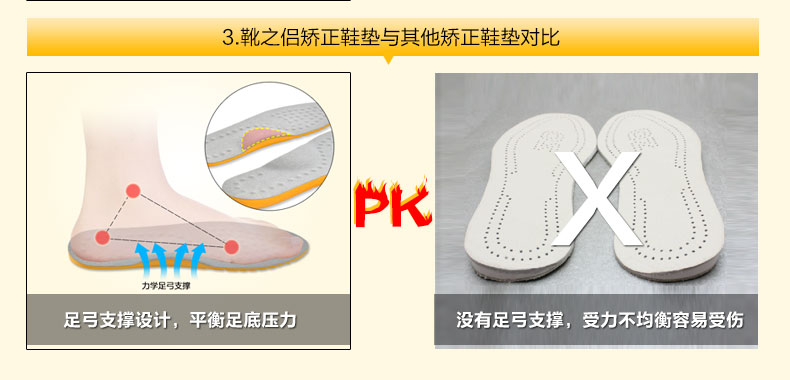 3.靴之侣矫正鞋垫与其他矫正鞋垫对比
PK
X
力学足弓支撑
足弓支撑设计，平衡足底压力
没有足弓支撑，受力不均衡容易受伤